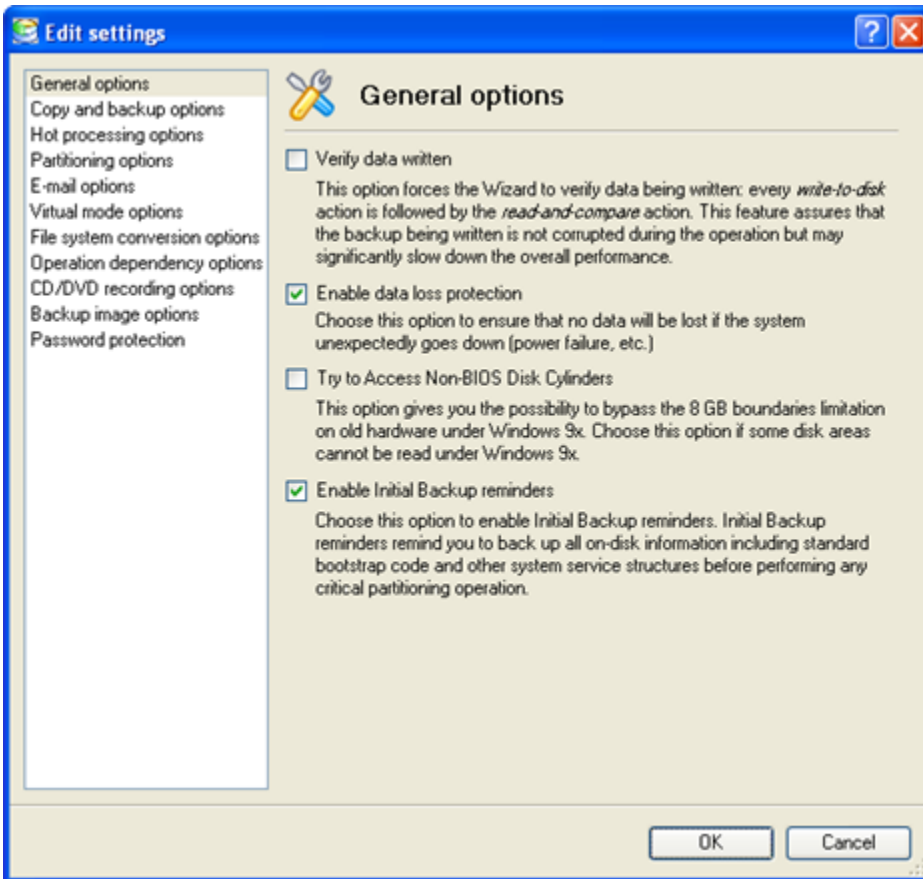 Edit settings
General options
Copy and backup options
Hot processing options
Partitioning options
E-mail options
Virtual mode options
File system conversion options
Operation dependency options
CD/DVD recording options
Backup image options
Password protection
General options
Verify data written
This option forces the Wizard to verify data being written: every write-to-disk
action is followed by the read-and-compare action. This feature assures that
the backup being written is not corrupted during the operation but may
significantly slow down the overall performance.
Enable data loss protection
Choose this option to ensure that no data will be lost if the system
unexpectedly goes down (power failure, etc.)
Try to Access Non-BIOS Disk Cylinders
This option gives you the possibility to bypass the 8 GB boundaries limitation
on old hardware under Windows 9x. Choose this option if some disk areas
cannot be read under Windows 9x.
Enable Initial Backup reminders
Choose this option to enable Initial Backup reminders. Initial Backup
reminders remind you to back up all on-disk information including standard
bootstrap code and other system service structures before performing any
critical partitioning operation.
OK
Cancel